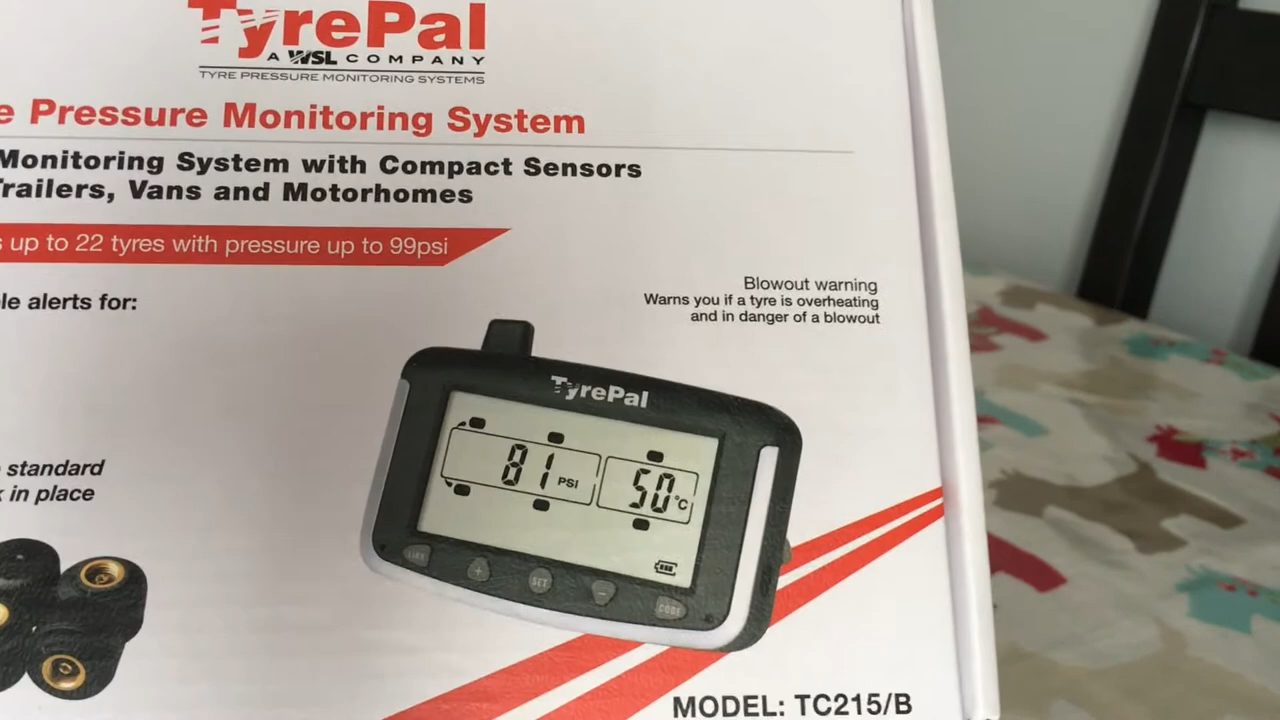 TyrePal
A WSL COMPANY
TYRE PRESSURE MONITORING SYSTEMS
e Pressure Monitoring System
Monitoring System with Compact Sensors
Trailers, Vans and Motorhomes
s up to 22 tyres with pressure up to 99psi
le alerts for:
Blowout warning
Warns you if a tyre is overheating
and in danger of a blowout
TyrePal
81 PSI 50°C
standard
k in place
+ SET - CODE
MODEL: TC215/B